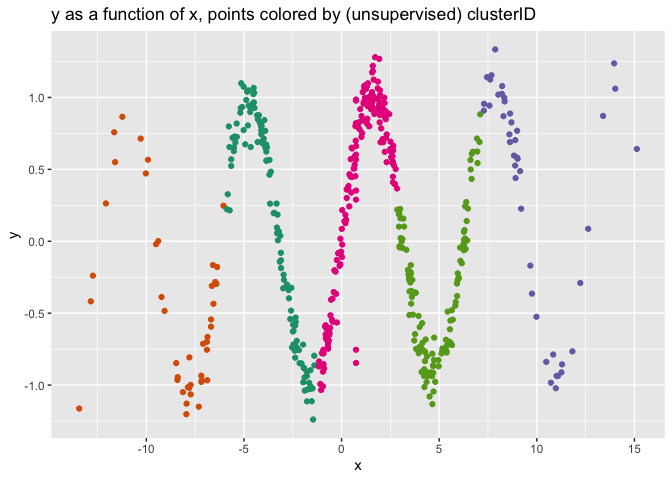 y as a function of x, points colored by (unsupervised) clusterID
1.0
0.5
0.0
-0.5
-1.0
y
-10 -5 0 5 10 15
x